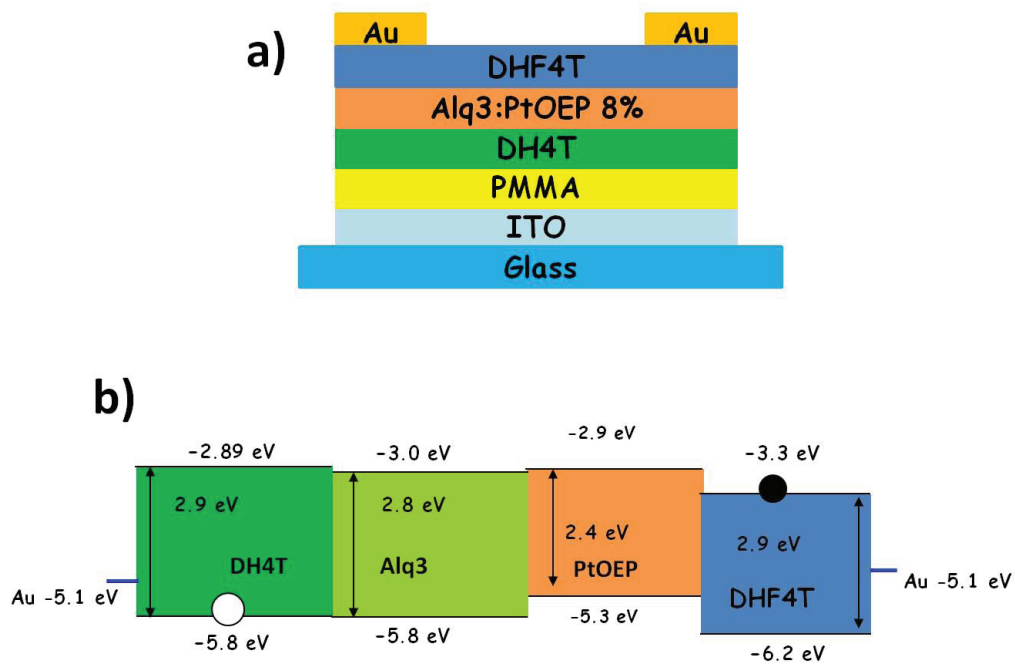 a)
Au Au
DHF4T
Alq3:PtOEP 8%
DH4T
PMMA
ITO
Glass
b)
-2.89 eV -3.0 eV -2.9 eV -3.3 eV
2.9 eV 2.8 eV 2.4 eV 2.9 eV
DH4T Alq3 PtOEP DHF4T
Au -5.1 eV Au -5.1 eV
-5.8 eV -5.8 eV -5.3 eV -6.2 eV